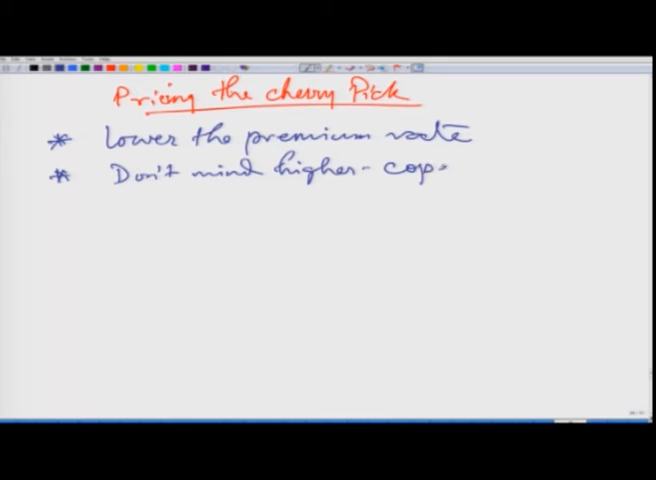 Pricing the cherry Pick
* Lower the premium rate
* Don't mind higher - cop